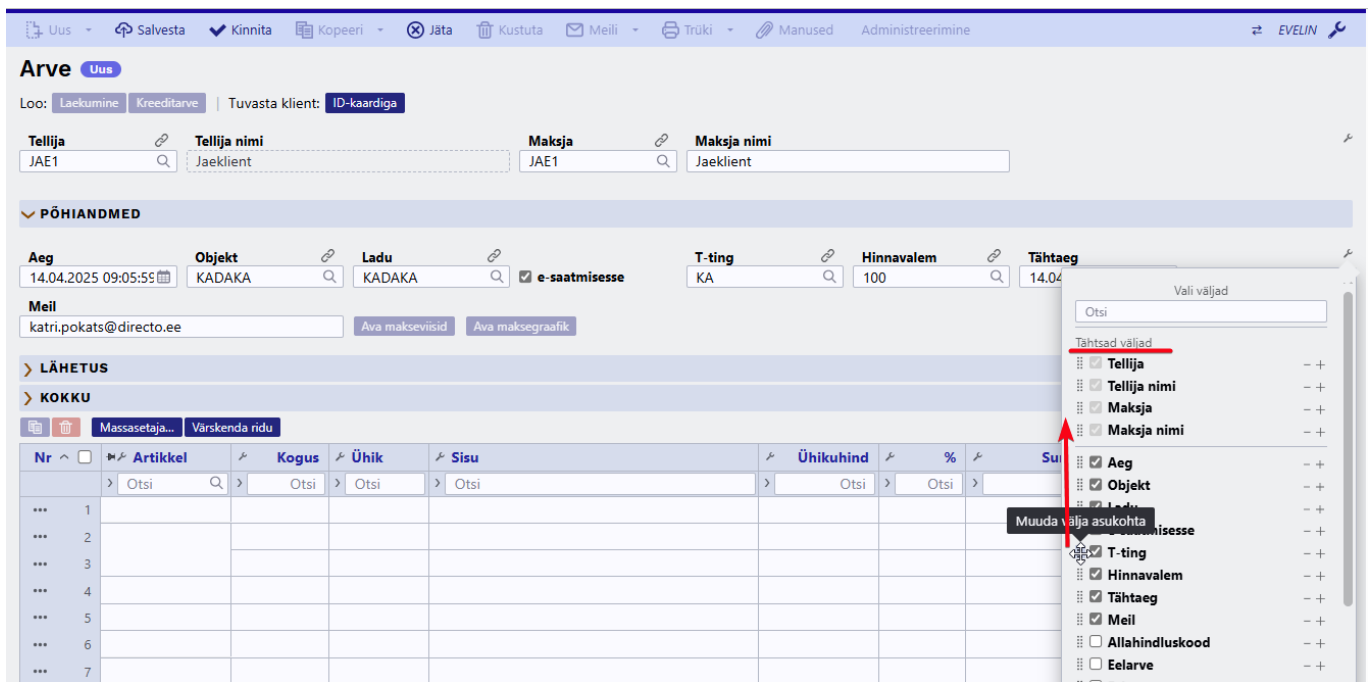 Uus Salvesta Kinnita Kopeeri Jäta Kustuta Meili Trüki Manused Administreerimine EVELIN
Arve Uus
Loo: Laekumine Kreeditarve | Tuvasta klient: ID-kaardiga
Tellija Tellija nimi Maksja Maksja nimi
JAE1 Jaeklient JAE1 Jaeklient
PÕHIANDMED
Aeg Objekt Ladu T-ting Hinnavalem Tähtaeg
14.04.2025 09:05:59 KADAKA KADAKA e-saatmisesse KA 100 14.04
Meil
katri.pokats@directo.ee Ava makseviisid Ava maksegraafik
LÄHETUS
KOKKU
Massasetaja... Värskenda ridu
Nr Artikkel Kogus Ühik Sisu Ühikuhind % Su
Otsi Otsi Otsi Otsi Otsi Otsi
1
2
3
4
5
6
7
Vali väljad
Otsi
Tähtsad väljad
Tellija
Tellija nimi
Maksja
Maksja nimi
Aeg
Objekt
Ladu
Muuda välja asukohta
e-saatmisesse
T-ting
Hinnavalem
Tähtaeg
Meil
Allahindluskood
Eelarve